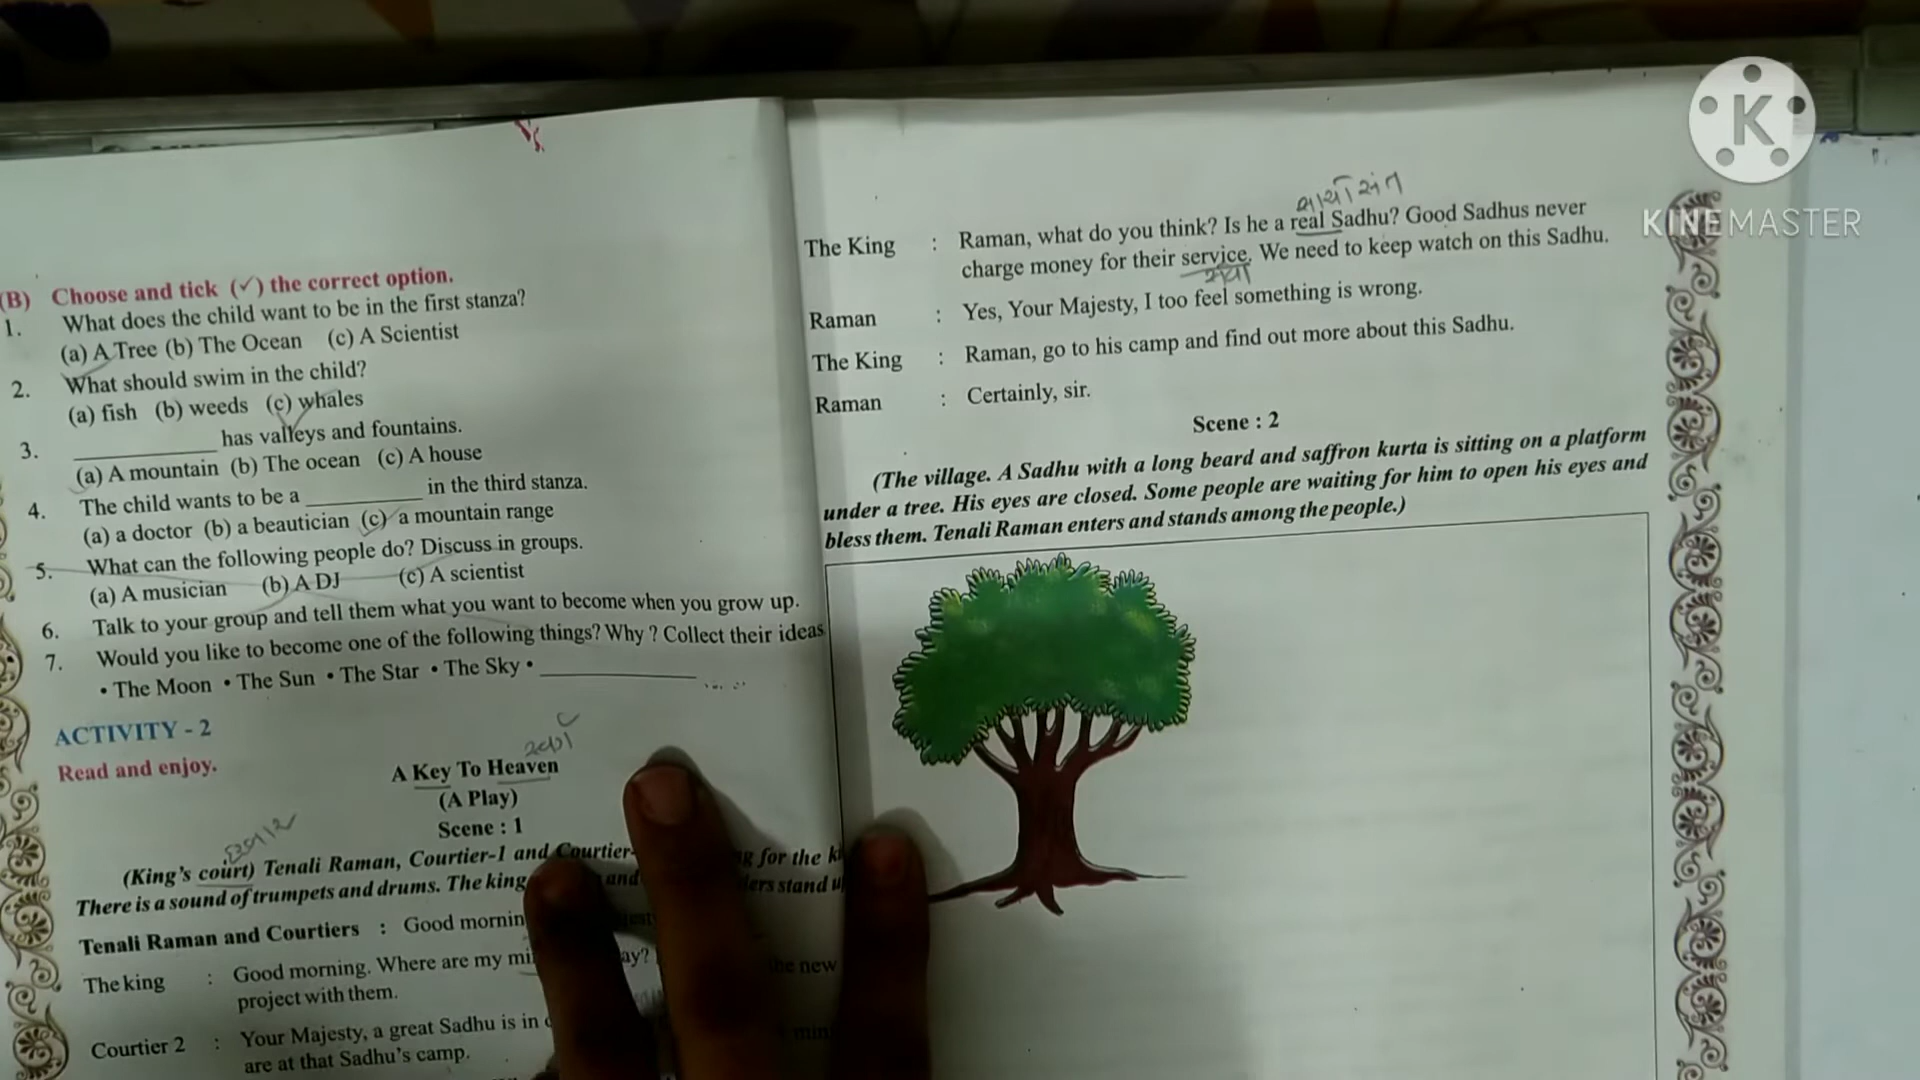 (B) Choose and tick (✓) the correct option.
1. What does the child want to be in the first stanza?
(a) A Tree (b) The Ocean (c) A Scientist
2. What should swim in the child?
(a) fish (b) weeds (c) whales
3. ____________ has valleys and fountains.
(a) A mountain (b) The ocean (c) A house
4. The child wants to be a __________ in the third stanza.
(a) a doctor (b) a beautician (c) a mountain range
5. What can the following people do? Discuss in groups.
(a) A musician (b) A DJ (c) A scientist
6. Talk to your group and tell them what you want to become when you grow up.
7. Would you like to become one of the following things? Why ? Collect their ideas
• The Moon • The Sun • The Star • The Sky • ______________
ACTIVITY - 2
Read and enjoy.
A Key To Heaven
(A Play)
Scene : 1
(King's court) Tenali Raman, Courtier-1 and Courtier- for the
There is a sound of trumpets and drums. The king and stand
Tenali Raman and Courtiers : Good
The king : Good morning. Where are my new
project with them.
Courtier 2 : Your Majesty, a great Sadhu is in
are at that Sadhu's camp.
સાચો સંત
The King : Raman, what do you think? Is he a real Sadhu? Good Sadhus never
charge money for their service. We need to keep watch on this Sadhu.
સેવા
Raman : Yes, Your Majesty, I too feel something is wrong.
The King : Raman, go to his camp and find out more about this Sadhu.
Raman : Certainly, sir.
Scene : 2
(The village. A Sadhu with a long beard and saffron kurta is sitting on a platform
under a tree. His eyes are closed. Some people are waiting for him to open his eyes and
bless them. Tenali Raman enters and stands among the people.)
K
KINEMASTER